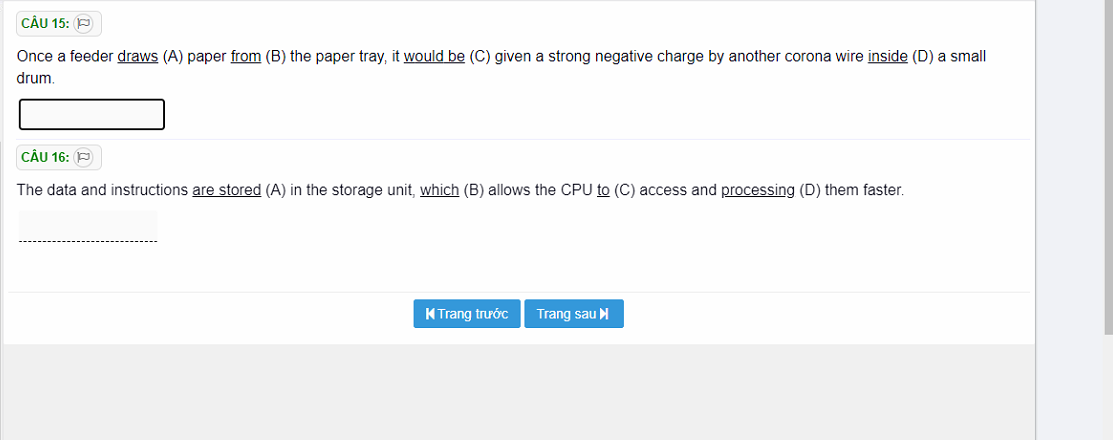 CÂU 15:
Once a feeder draws (A) paper from (B) the paper tray, it would be (C) given a strong negative charge by another corona wire inside (D) a small
drum.
CÂU 16:
The data and instructions are stored (A) in the storage unit, which (B) allows the CPU to (C) access and processing (D) them faster.
Trang trước
Trang sau